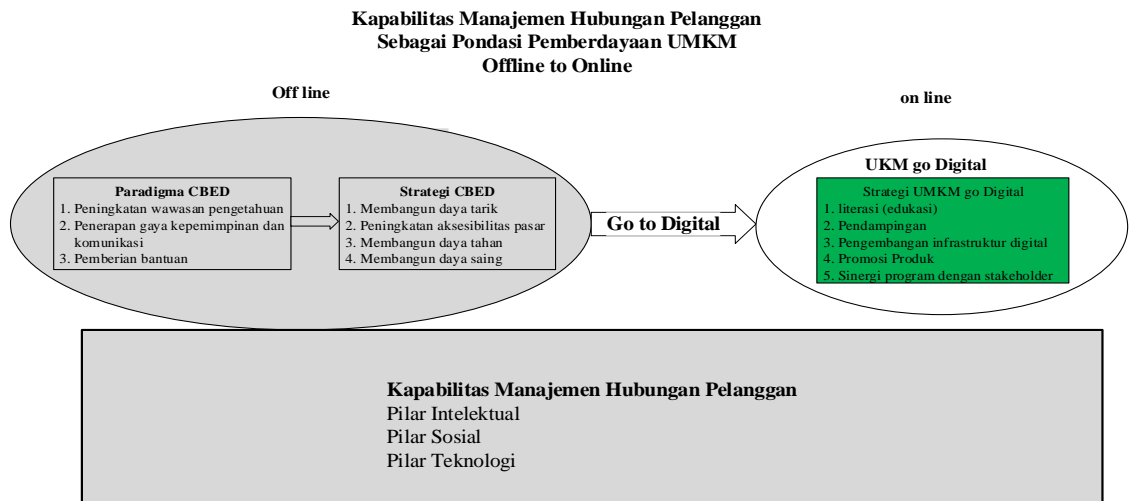 Kapabilitas Manajemen Hubungan Pelanggan
Sebagai Pondasi Pemberdayaan UMKM
Offline to Online
Off line
on line
Paradigma CBED
1. Peningkatan wawasan pengetahuan
2. Penerapan gaya kepemimpinan dan
komunikasi
3. Pemberian bantuan
Strategi CBED
1. Membangun daya tarik
2. Peningkatan aksesibilitas pasar
3. Membangun daya tahan
4. Membangun daya saing
Go to Digital
UKM go Digital
Strategi UMKM go Digital
1. literasi (edukasi)
2. Pendampingan
3. Pengembangan infrastruktur digital
4. Promosi Produk
5. Sinergi program dengan stakeholder
Kapabilitas Manajemen Hubungan Pelanggan
Pilar Intelektual
Pilar Sosial
Pilar Teknologi